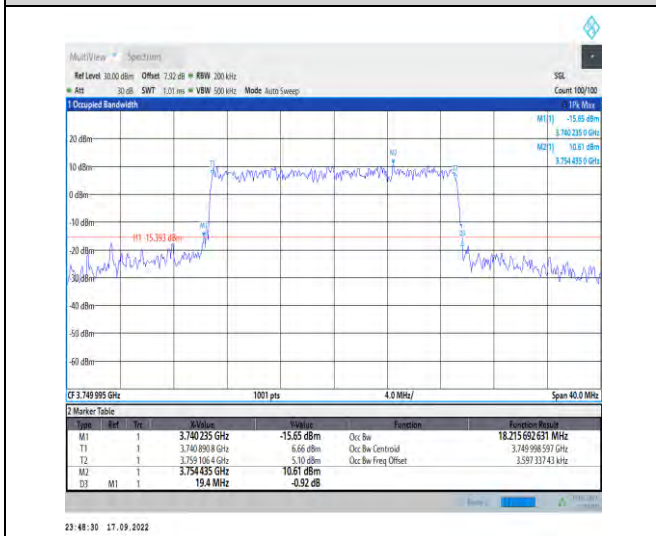 MultiView Spectrum
Ref Level 30.00 dBm Offset 7.92 dB RBW 200 kHz SGL
Att 30 dB SWT 1.01 ms VBW 500 kHz Mode Auto Sweep Count 100/100
1 Occupied Bandwidth 1Pk Max
M1[1] -15.65 dBm
3.740 235 0 GHz
20 dBm M2[1] 10.61 dBm
3.754 435 0 GHz
M2
T1
10 dBm
0 dBm
-10 dBm
M1
H1 -15.393 dBm
D3
-20 dBm
-30 dBm
-40 dBm
-50 dBm
-60 dBm
CF 3.749 995 GHz 1001 pts 4.0 MHz/ Span 40.0 MHz
2 Marker Table
Type Ref Trc X-Value Y-Value Function Function Result
M1 1 3.740 235 GHz -15.65 dBm Occ Bw 18.215 692 631 MHz
T1 1 3.740 890 8 GHz 6.66 dBm Occ Bw Centroid 3.749 998 597 GHz
T2 1 3.759 106 4 GHz 5.10 dBm Occ Bw Freq Offset 3.597 337 43 kHz
M2 1 3.754 435 GHz 10.61 dBm
D3 M1 1 19.4 MHz -0.92 dB
23:48:30 17.09.2022